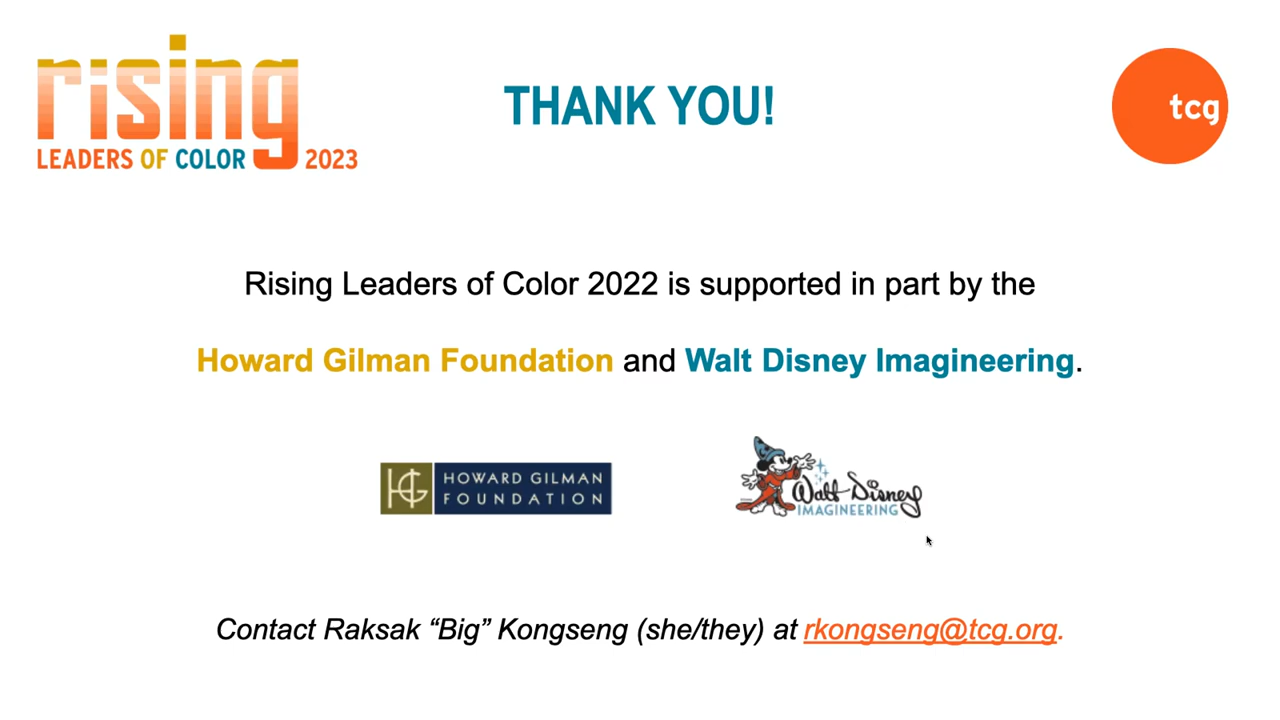 rising
LEADERS OF COLOR 2023
THANK YOU!
tcg
Rising Leaders of Color 2022 is supported in part by the
Howard Gilman Foundation and Walt Disney Imagineering.
HG HOWARD GILMAN
FOUNDATION
Walt Disney
IMAGINEERING
Contact Raksak “Big” Kongseng (she/they) at rkongseng@tcg.org.